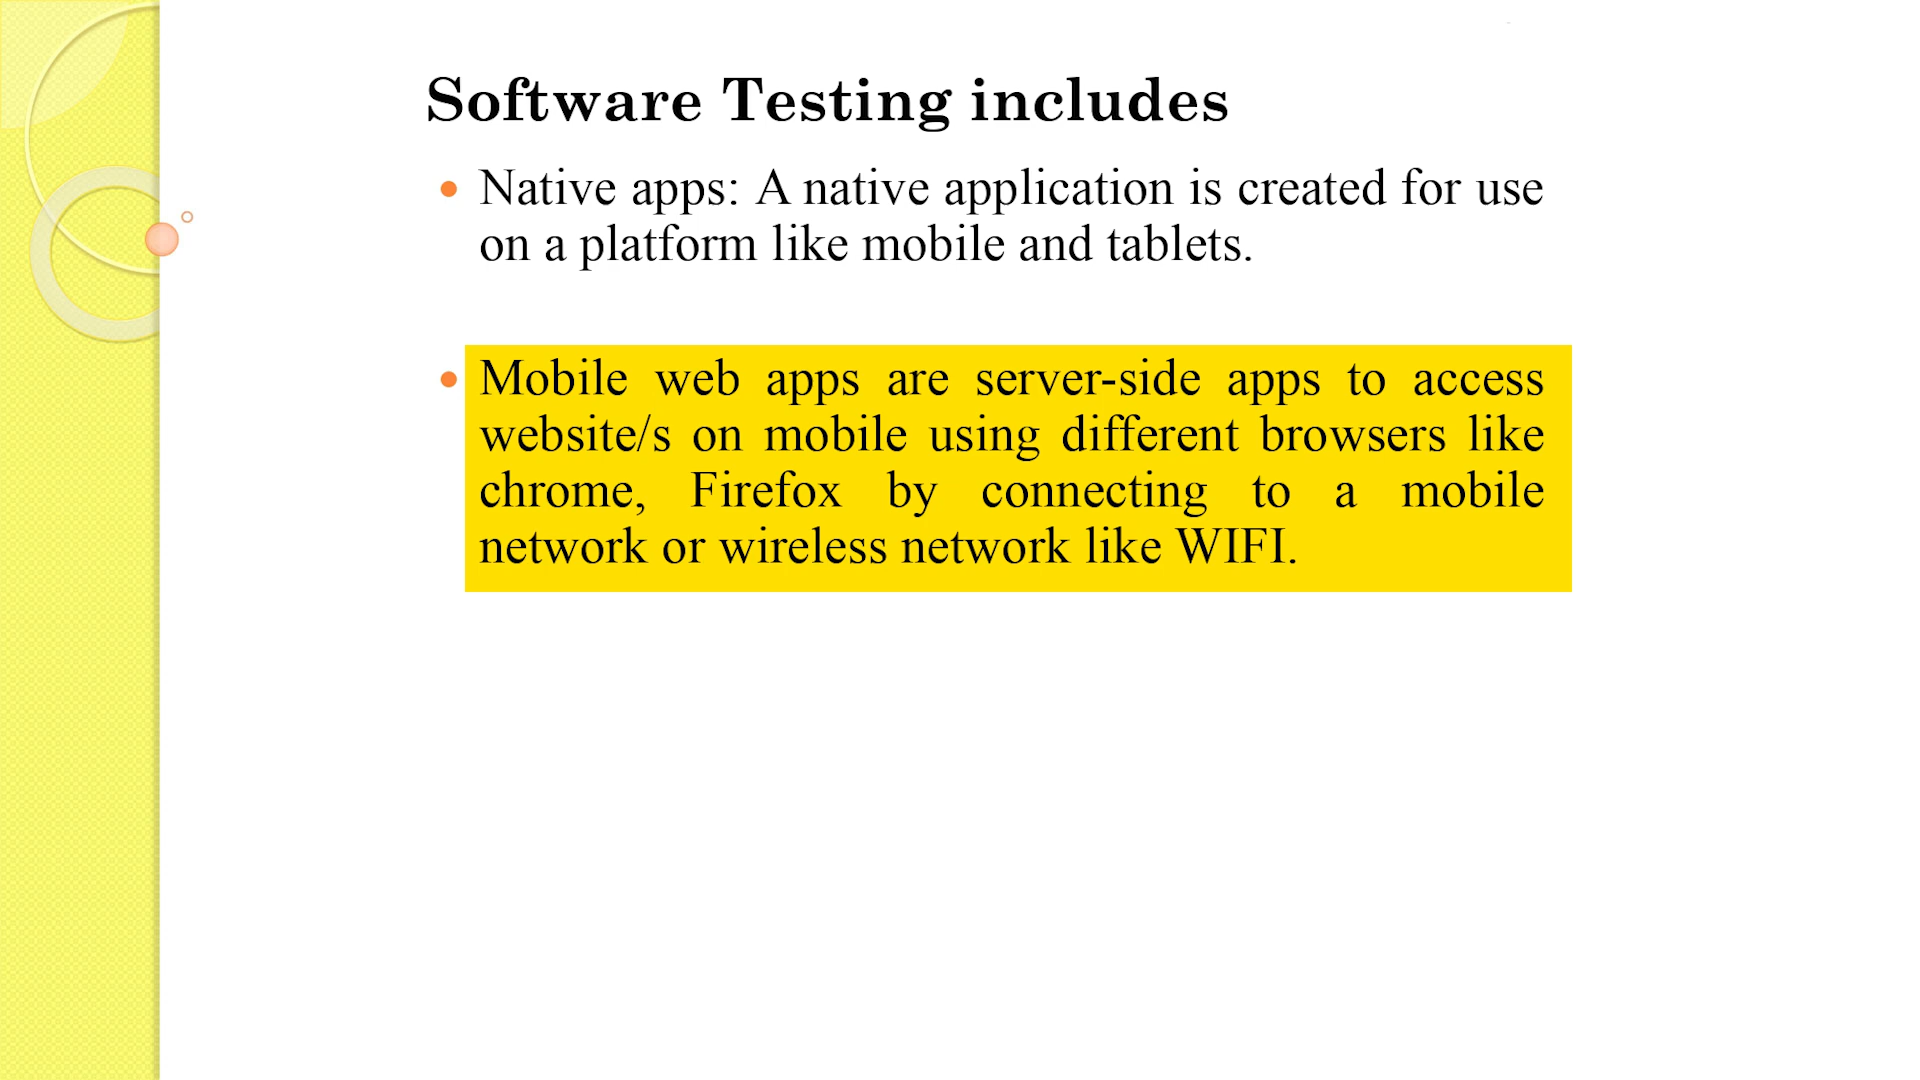 Software Testing includes
• Native apps: A native application is created for use
on a platform like mobile and tablets.
• Mobile web apps are server-side apps to access
website/s on mobile using different browsers like
chrome, Firefox by connecting to a mobile
network or wireless network like WIFI.